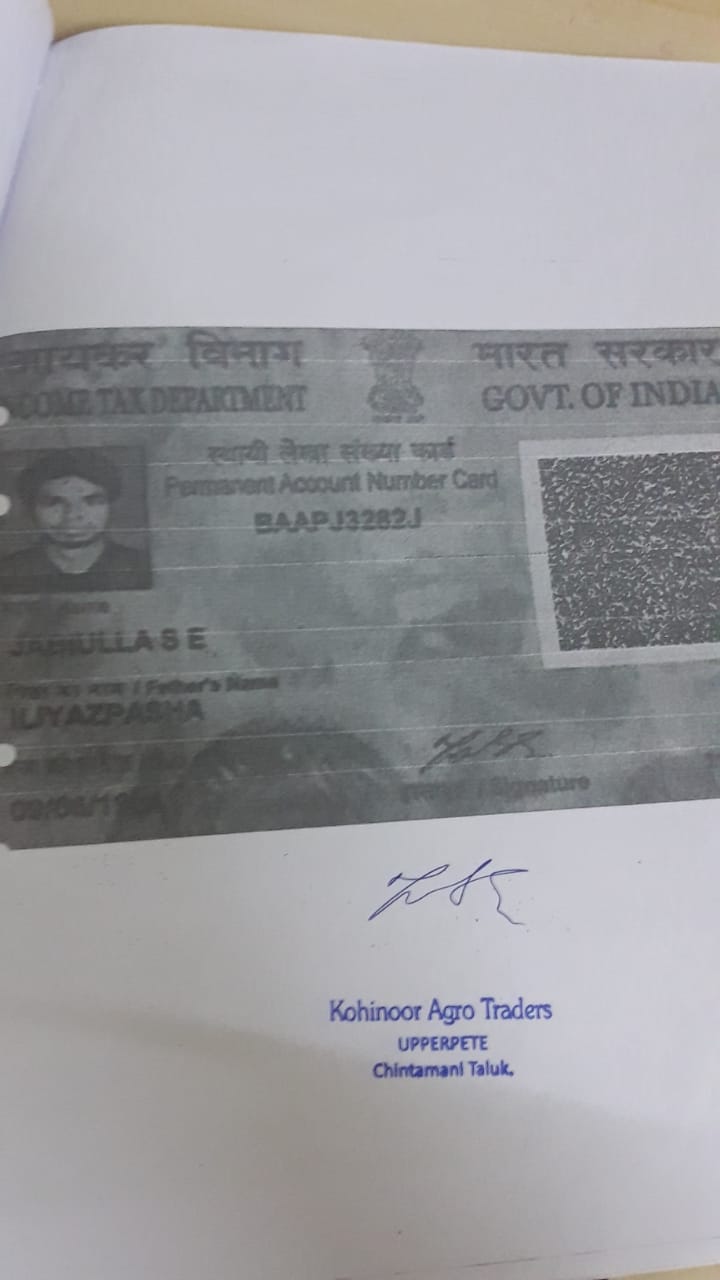 आयकर विभाग
भारत सरकार
INCOME TAX DEPARTMENT
GOVT. OF INDIA
स्थायी लेखा संख्या कार्ड
Permanent Account Number Card
BAAPJ3282J
S E
/ Father's Name
ILIYAZPASHA
/ Signature
Kohinoor Agro Traders
UPPERPETE
Chintamani Taluk.